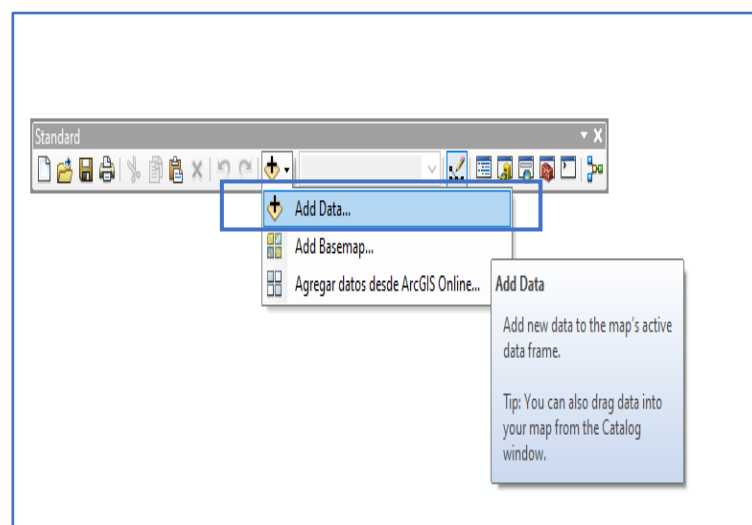 Standard
Add Data...
Add Basemap...
Agregar datos desde ArcGIS Online...
Add Data
Add new data to the map's active
data frame.
Tip: You can also drag data into
your map from the Catalog
window.